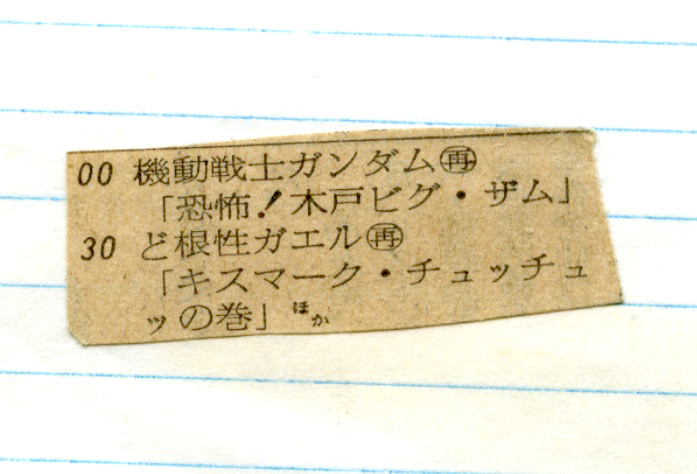 00 機動戦士ガンダム㊢
「恐怖!木戸ビグ・ザム」
30 ど根性ガエル㊢
「キスマーク・チュッチュ
ッの巻」ほか